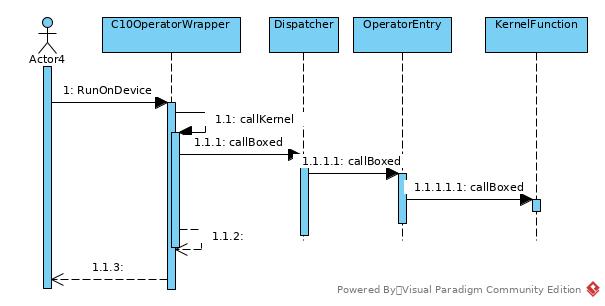 C10OperatorWrapper
Dispatcher
OperatorEntry
KernelFunction
Actor4
1: RunOnDevice
1.1: callKernel
1.1.1: callBoxed
1.1.1.1: callBoxed
1.1.1.1.1: callBoxed
1.1.2:
1.1.3:
Powered By Visual Paradigm Community Edition